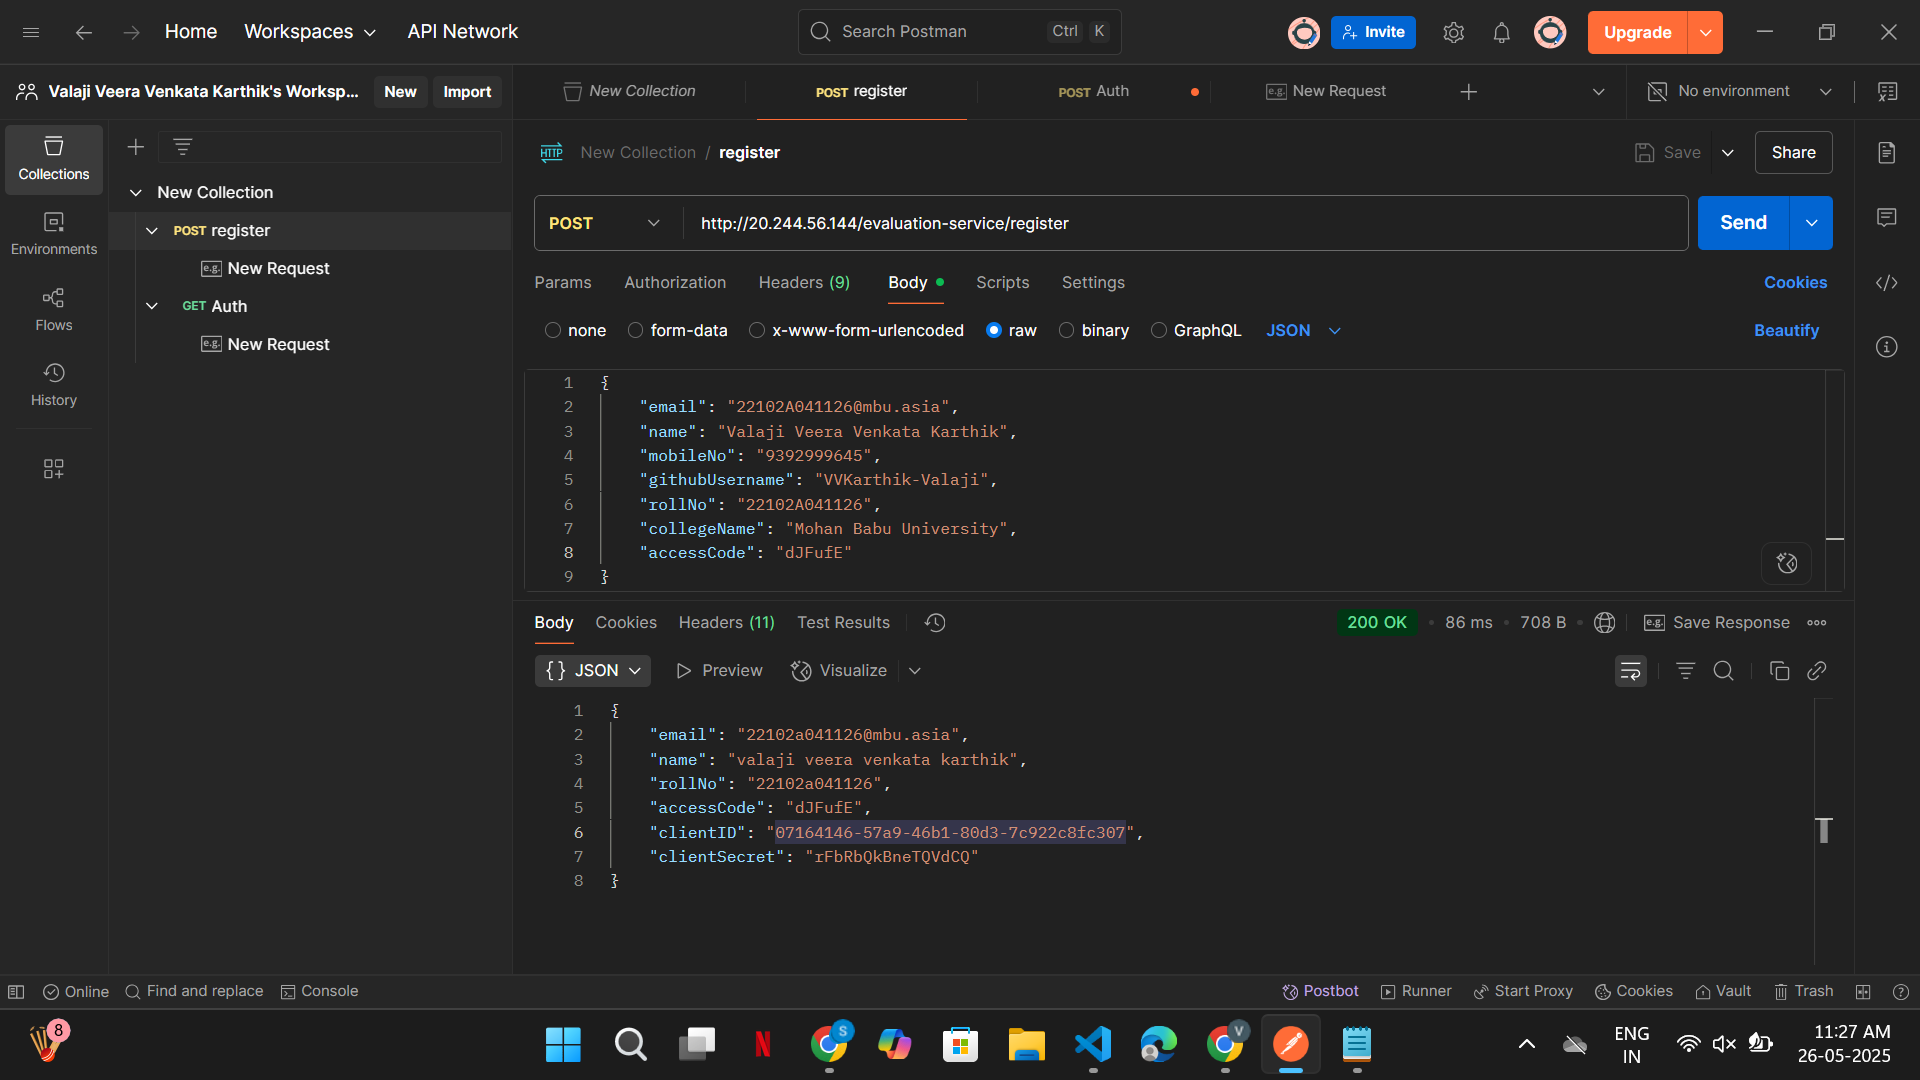 Home
Workspaces
API Network
Search Postman
Ctrl
K
Invite
Upgrade
Valaji Veera Venkata Karthik's Worksp...
New
Import
New Collection
POST register
POST Auth
e.g. New Request
No environment
Collections
Environments
Flows
History
New Collection
POST register
e.g. New Request
GET Auth
e.g. New Request
HTTP New Collection / register
Save
Share
POST
http://20.244.56.144/evaluation-service/register
Send
Params
Authorization
Headers (9)
Body
Scripts
Settings
Cookies
none
form-data
x-www-form-urlencoded
raw
binary
GraphQL
JSON
Beautify
1 {
2 "email": "22102A041126@mbu.asia",
3 "name": "Valaji Veera Venkata Karthik",
4 "mobileNo": "9392999645",
5 "githubUsername": "VVKarthik-Valaji",
6 "rollNo": "22102A041126",
7 "collegeName": "Mohan Babu University",
8 "accessCode": "dJFufE"
9 }
Body
Cookies
Headers (11)
Test Results
200 OK
86 ms
708 B
e.g. Save Response
{} JSON
Preview
Visualize
1 {
2 "email": "22102a041126@mbu.asia",
3 "name": "valaji veera venkata karthik",
4 "rollNo": "22102a041126",
5 "accessCode": "dJFufE",
6 "clientID": "07164146-57a9-46b1-80d3-7c922c8fc307",
7 "clientSecret": "rFbRbQkBneTQVdCQ"
8 }
Online
Find and replace
Console
Postbot
Runner
Start Proxy
Cookies
Vault
Trash
8
S
V
ENG
IN
11:27 AM
26-05-2025